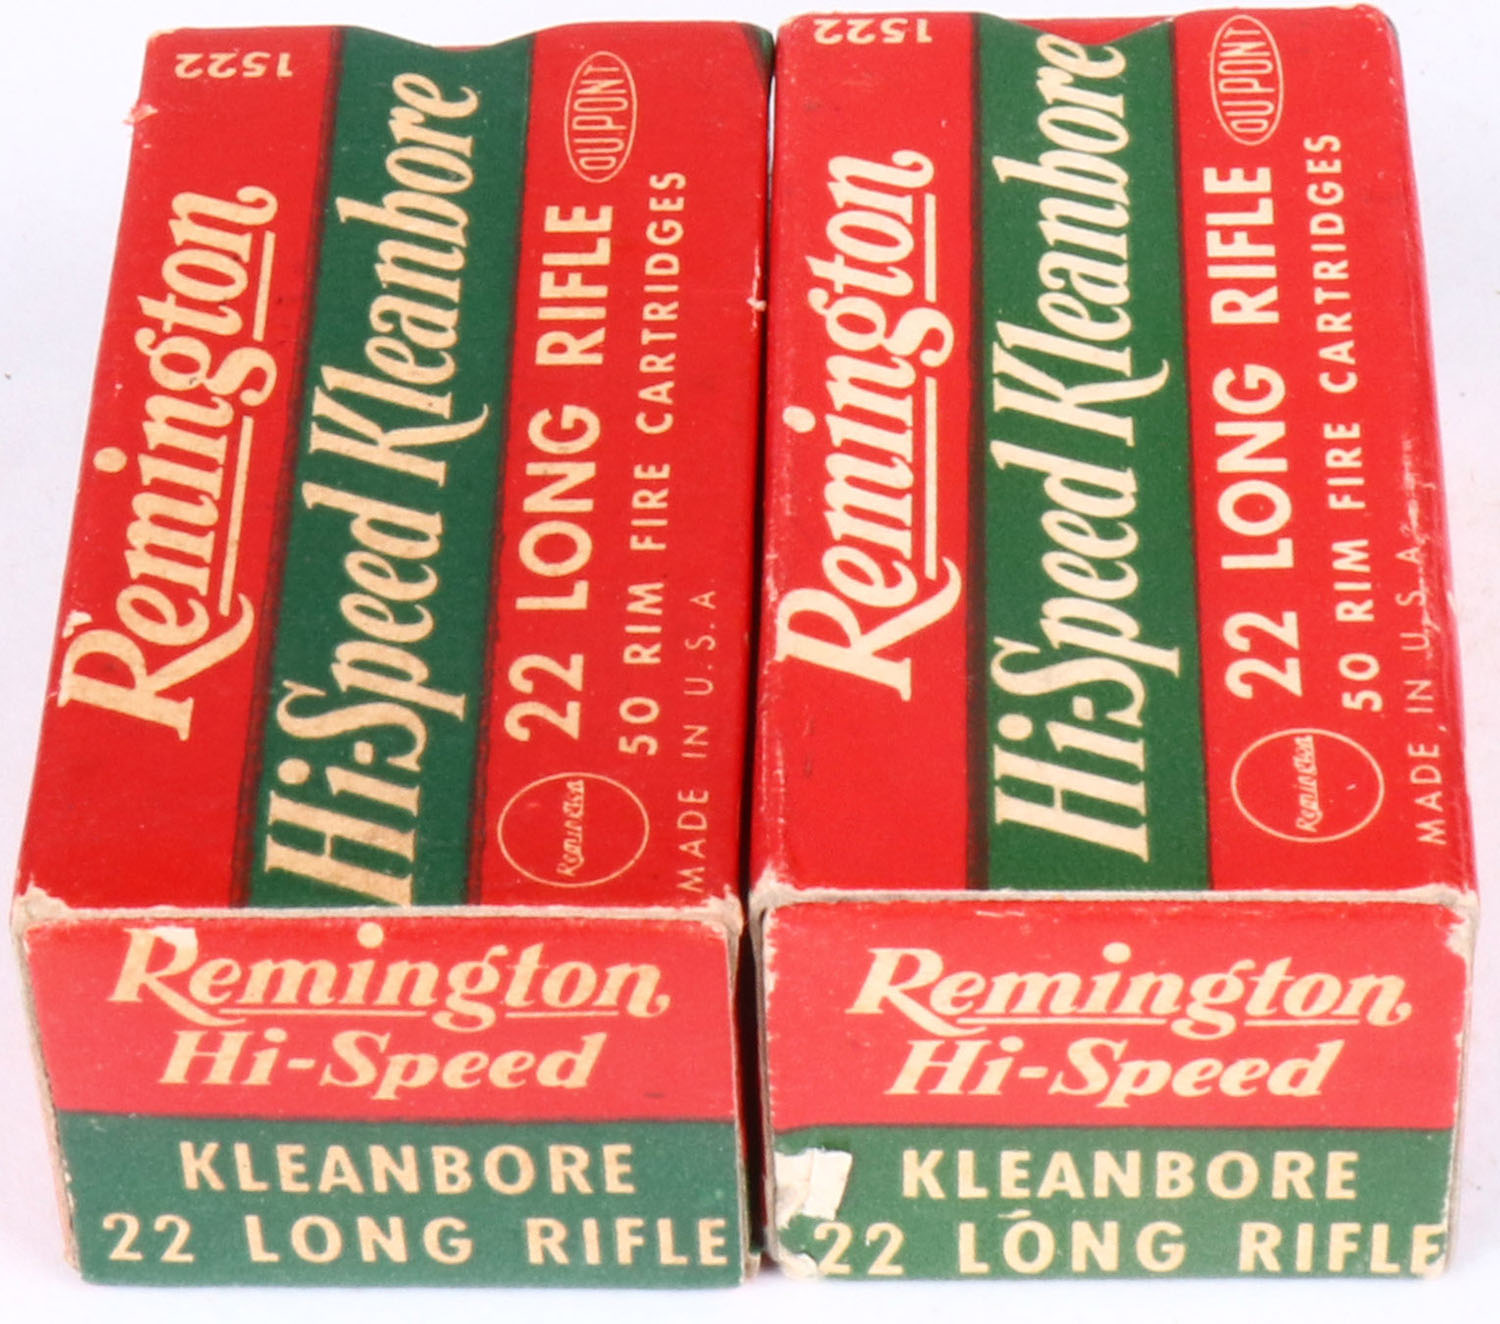 1522
Remington
Hi-Speed Kleanbore
DUPONT
22 LONG RIFLE
50 RIM FIRE CARTRIDGES
Remington
MADE IN U.S.A
Remington
Hi-Speed
KLEANBORE
22 LONG RIFLE
1522
Remington
Hi-Speed Kleanbore
DUPONT
22 LONG RIFLE
50 RIM FIRE CARTRIDGES
Remington
MADE IN U.S.A.
Remington
Hi-Speed
KLEANBORE
22 LONG RIFLE